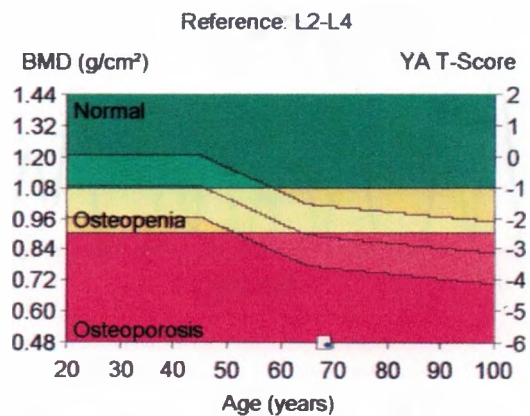 Reference: L2-L4
BMD (g/cm²) YA T-Score
1.44 2
Normal
1.32 1
1.20 0
1.08 -1
0.96 -2
Osteopenia
0.84 -3
0.72 -4
0.60 -5
Osteoporosis
0.48 -6
20 30 40 50 60 70 80 90 100
Age (years)